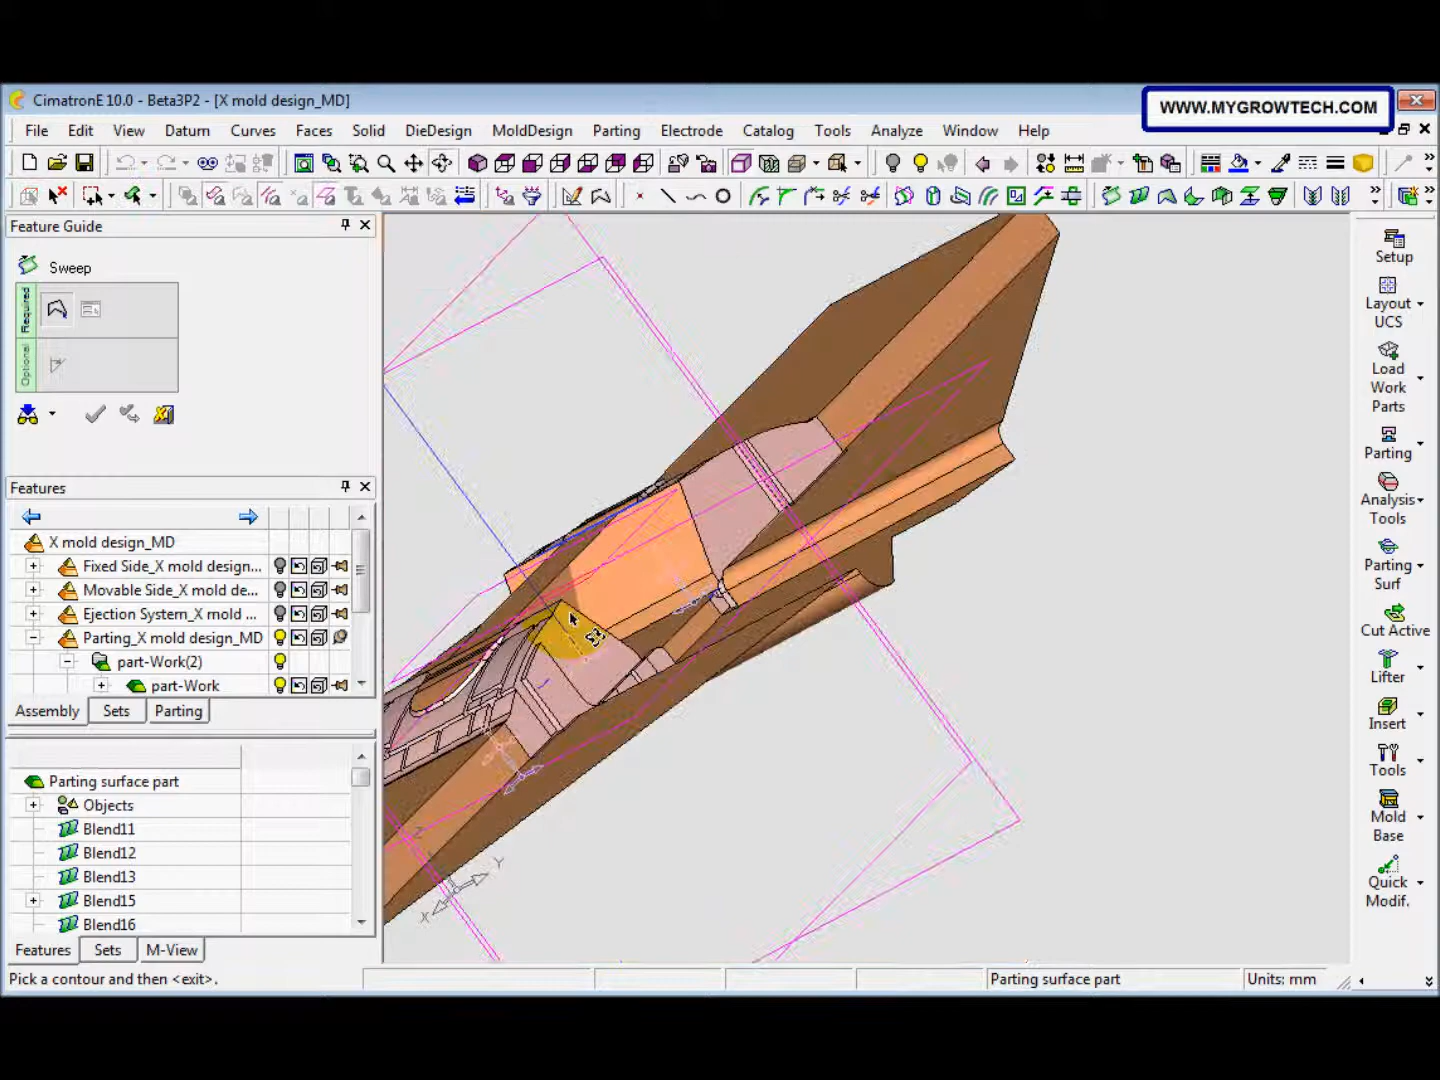 CimatronE 10.0 - Beta3P2 - [X mold design_MD]
WWW.MYGROWTECH.COM
File Edit View Datum Curves Faces Solid DieDesign MoldDesign Parting Electrode Catalog Tools Analyze Window Help
Feature Guide
Sweep
Required
Optional
Features
X mold design_MD
Fixed Side_X mold design...
Movable Side_X mold de...
Ejection System_X mold ...
Parting_X mold design_MD
part-Work(2)
part-Work
Assembly Sets Parting
Parting surface part
Objects
Blend11
Blend12
Blend13
Blend15
Blend16
Features Sets M-View
Pick a contour and then <exit>.
Parting surface part
Units: mm
Z
Y
X
Setup
Layout
UCS
Load
Work
Parts
Parting
Analysis
Tools
Parting
Surf
Cut Active
Lifter
Insert
Tools
Mold
Base
Quick
Modif.